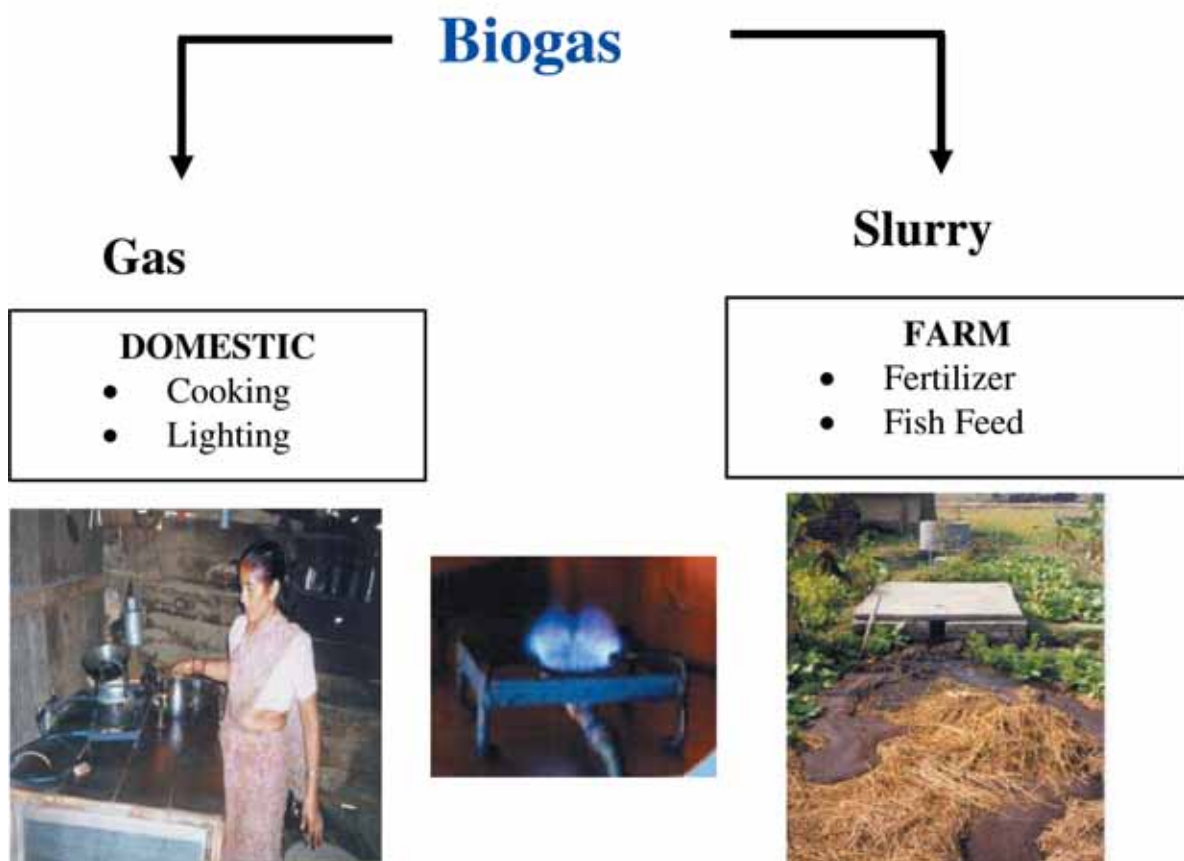 Biogas
Gas
DOMESTIC
• Cooking
• Lighting
Slurry
FARM
• Fertilizer
• Fish Feed